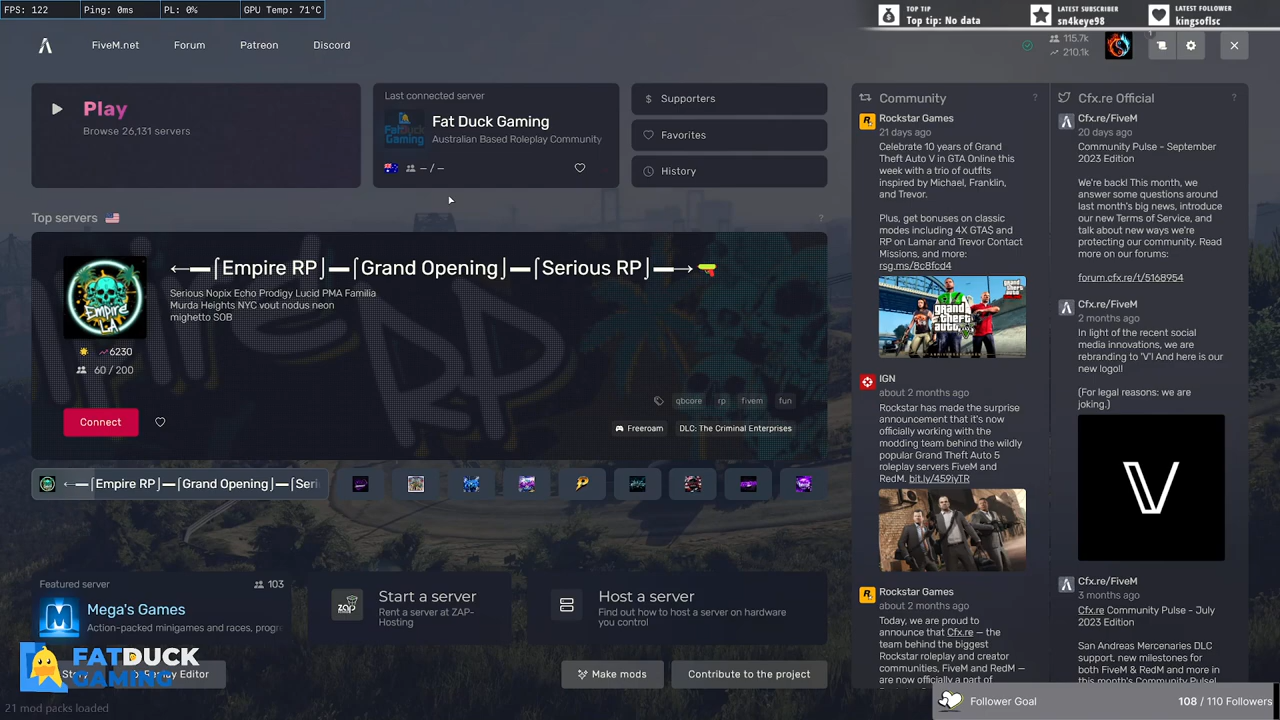 FPS: 122 Ping: 0ms PL: 0% GPU Temp: 71°C
TOP TIP
Top tip: No data
LATEST SUBSCRIBER
sn4keye98
LATEST FOLLOWER
kingsoflsc
FiveM.net Forum Patreon Discord
115.7k
210.1k
1
Play
Browse 26,131 servers
Last connected server
Fat Duck Gaming
Australian Based Roleplay Community
– / –
$ Supporters
Favorites
History
Top servers
?
←—⌠Empire RP⌡—⌠Grand Opening⌡—⌠Serious RP⌡—→
Serious Nopix Echo Prodigy Lucid PMA Familia
Murda Heights NYC vout nodus neon
mighetto SOB
Empire
L.A
6230
60 / 200
Connect
qbcore rp fivem fun
Freeroam DLC: The Criminal Enterprises
←—⌠Empire RP⌡—⌠Grand Opening⌡—⌠Seri
Featured server 103
Mega's Games
Action-packed minigames and races, progr
Start a server
Rent a server at ZAP-
Hosting
ZAP
Host a server
Find out how to host a server on hardware
you control
FATDUCK
GAMING
Editor
Make mods
Contribute to the project
21 mod packs loaded
Community ?
Rockstar Games
21 days ago
Celebrate 10 years of Grand
Theft Auto V in GTA Online this
week with a trio of outfits
inspired by Michael, Franklin,
and Trevor.
Plus, get bonuses on classic
modes including 4X GTA$ and
RP on Lamar and Trevor Contact
Missions, and more:
rsg.ms/8c8fcd4
grand
theft
auto
IGN
about 2 months ago
Rockstar has made the surprise
announcement that it's now
officially working with the
modding team behind the wildly
popular Grand Theft Auto 5
roleplay servers FiveM and
RedM. bit.ly/459jyTR
Rockstar Games
about 2 months ago
Today, we are proud to
announce that Cfx.re — the
team behind the biggest
Rockstar roleplay and creator
communities, FiveM and RedM —
are now officially a part of
Cfx.re Official ?
Cfx.re/FiveM
20 days ago
Community Pulse - September
2023 Edition
We're back! This month, we
answer some questions around
last month's big news, introduce
our new Terms of Service, and
talk about new ways we're
protecting our community. Read
more on our forums:
forum.cfx.re/t/5168954
Cfx.re/FiveM
2 months ago
In light of the recent social
media innovations, we are
rebranding to 'V'! And here is our
new logo!!
(For legal reasons: we are
joking.)
V
Cfx.re/FiveM
3 months ago
Cfx.re Community Pulse - July
2023 Edition
San Andreas Mercenaries DLC
support, new milestones for
both FiveM & RedM and more in
this month's Community Pulse!
Follower Goal 108 / 110 Followers